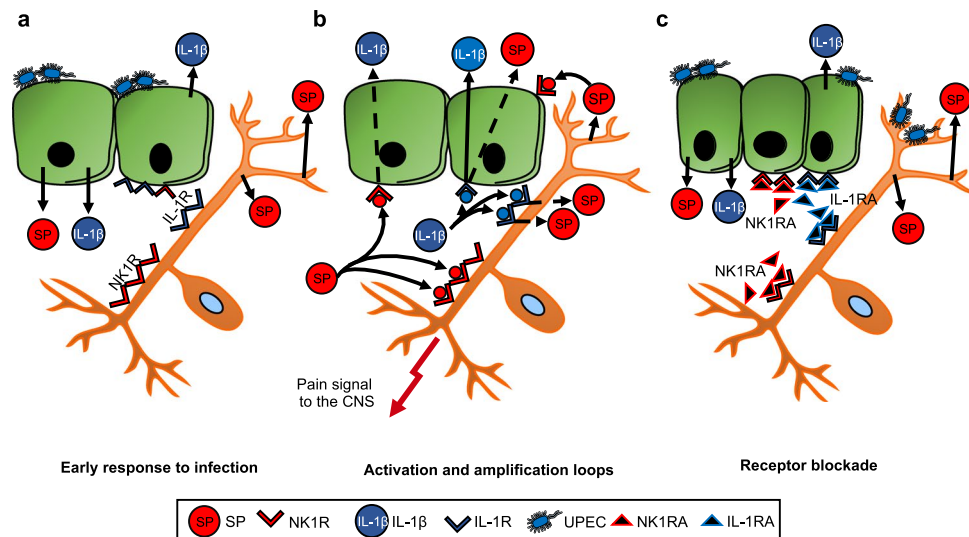 a
IL-1β
SP
SP
IL-1β
IL-1R
SP
NK1R
Early response to infection
b
IL-1β
IL-1β
SP
SP
IL-1β
SP
SP
SP
Pain signal
to the CNS
Activation and amplification loops
c
IL-1β
SP
SP
IL-1β
NK1RA
IL-1RA
SP
NK1RA
Receptor blockade
SP SP NK1R IL-1β IL-1β IL-1R UPEC NK1RA IL-1RA